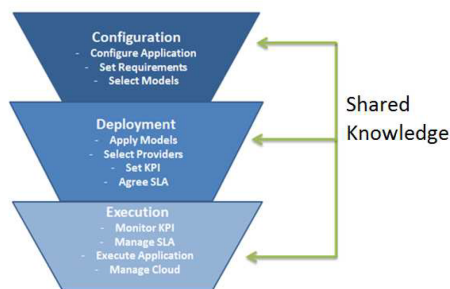 Configuration
- Configure Application
- Set Requirements
- Select Models
Deployment
- Apply Models
- Select Providers
- Set KPI
- Agree SLA
Execution
- Monitor KPI
- Manage SLA
- Execute Application
- Manage Cloud
Shared
Knowledge